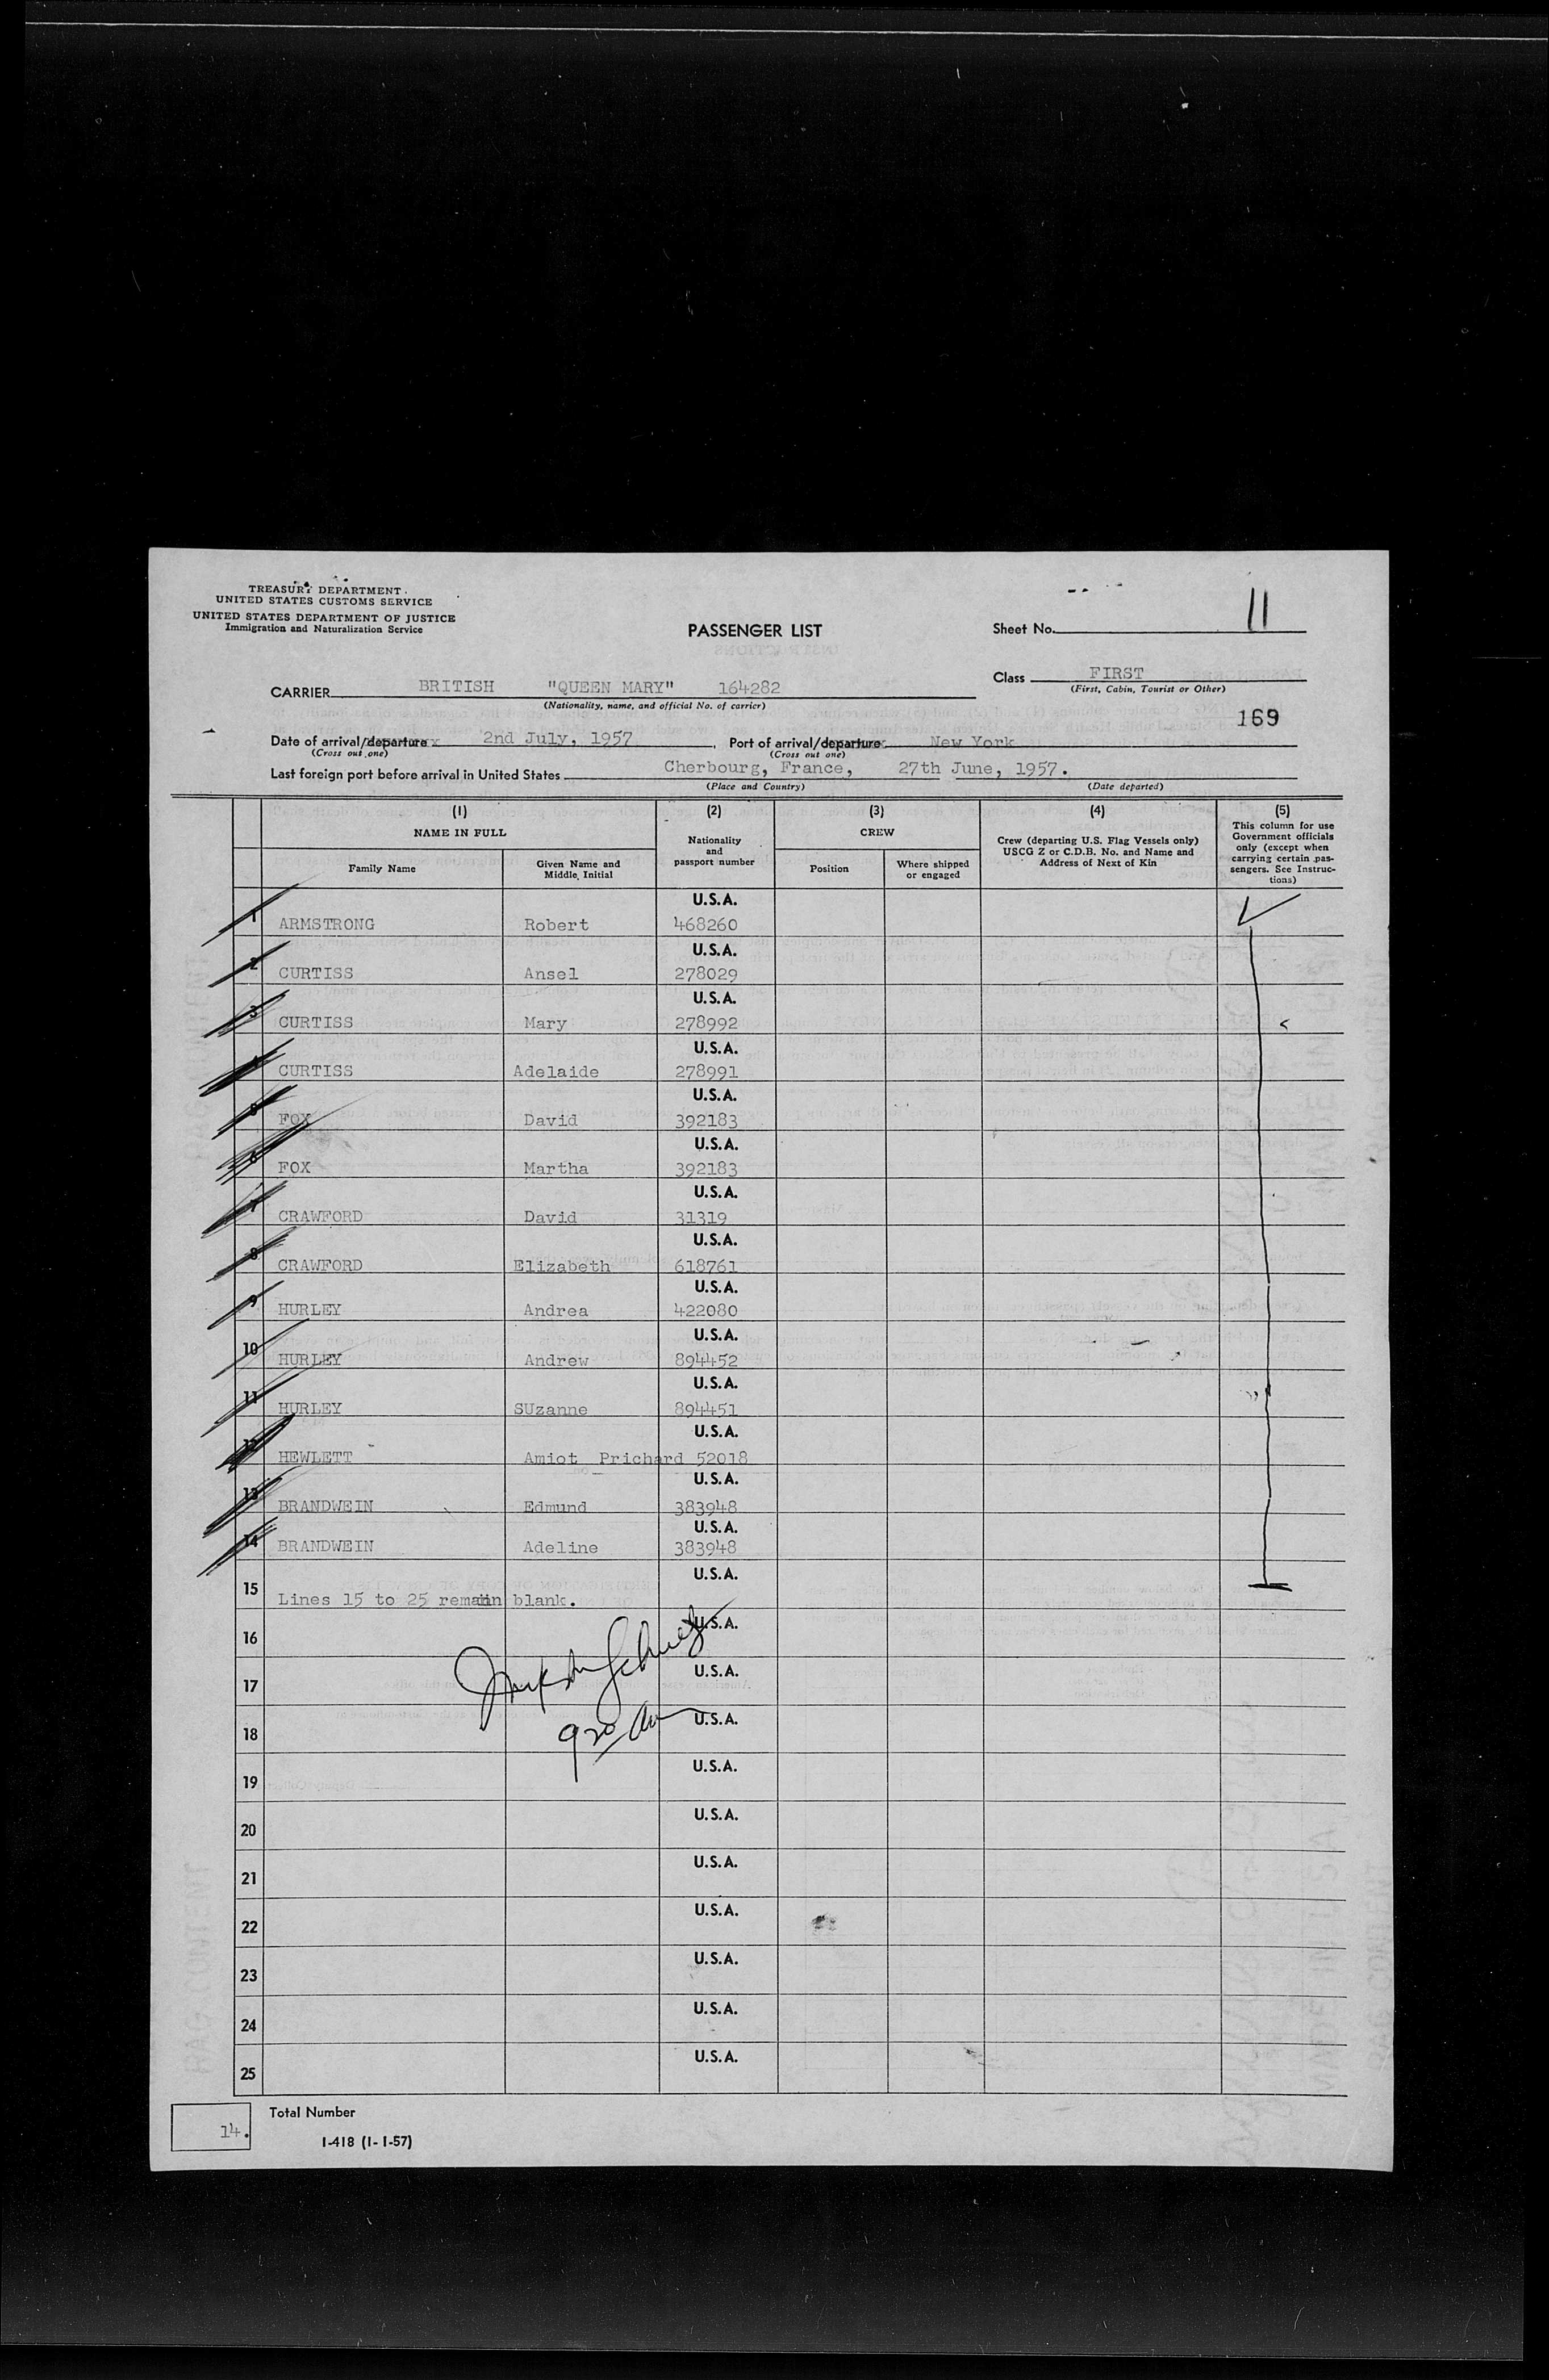 TREASURY DEPARTMENT
UNITED STATES CUSTOMS SERVICE
UNITED STATES DEPARTMENT OF JUSTICE
Immigration and Naturalization Service
PASSENGER LIST
Sheet No. 11
CARRIER BRITISH "QUEEN MARY" 164282
(Nationality, name, and official No. of carrier)
Class FIRST
(First, Cabin, Tourist or Other)
169
Date of arrival/departure 2nd July, 1957, Port of arrival/departure New York
(Cross out one) (Cross out one)
Last foreign port before arrival in United States Cherbourg, France, 27th June, 1957.
(Place and Country) (Date departed)
(1) NAME IN FULL
Family Name
Given Name and Middle Initial
(2) Nationality and passport number
(3) CREW
Position
Where shipped or engaged
(4) Crew (departing U.S. Flag Vessels only) USCG Z or C.D.B. No. and Name and Address of Next of Kin
(5) This column for use Government officials only (except when carrying certain passengers. See Instructions)
1 ARMSTRONG Robert U.S.A. 468260
2 CURTISS Ansel U.S.A. 278029
3 CURTISS Mary U.S.A. 278992
4 CURTISS Adelaide U.S.A. 278991
5 FOX David U.S.A. 392183
6 FOX Martha U.S.A. 392183
7 CRAWFORD David U.S.A. 31319
8 CRAWFORD Elizabeth U.S.A. 618761
9 HURLEY Andrea U.S.A. 422080
10 HURLEY Andrew U.S.A. 894452
11 HURLEY SUzanne U.S.A. 894451
12 HEWLETT Amiot Prichard U.S.A. 52018
13 BRANDWEIN Edmund U.S.A. 383948
14 BRANDWEIN Adeline U.S.A. 383948
15 Lines 15 to 25 remain blank. U.S.A.
16 U.S.A.
17 U.S.A.
18 U.S.A.
19 U.S.A.
20 U.S.A.
21 U.S.A.
22 U.S.A.
23 U.S.A.
24 U.S.A.
25 U.S.A.
14. Total Number
I-418 (1-1-57)